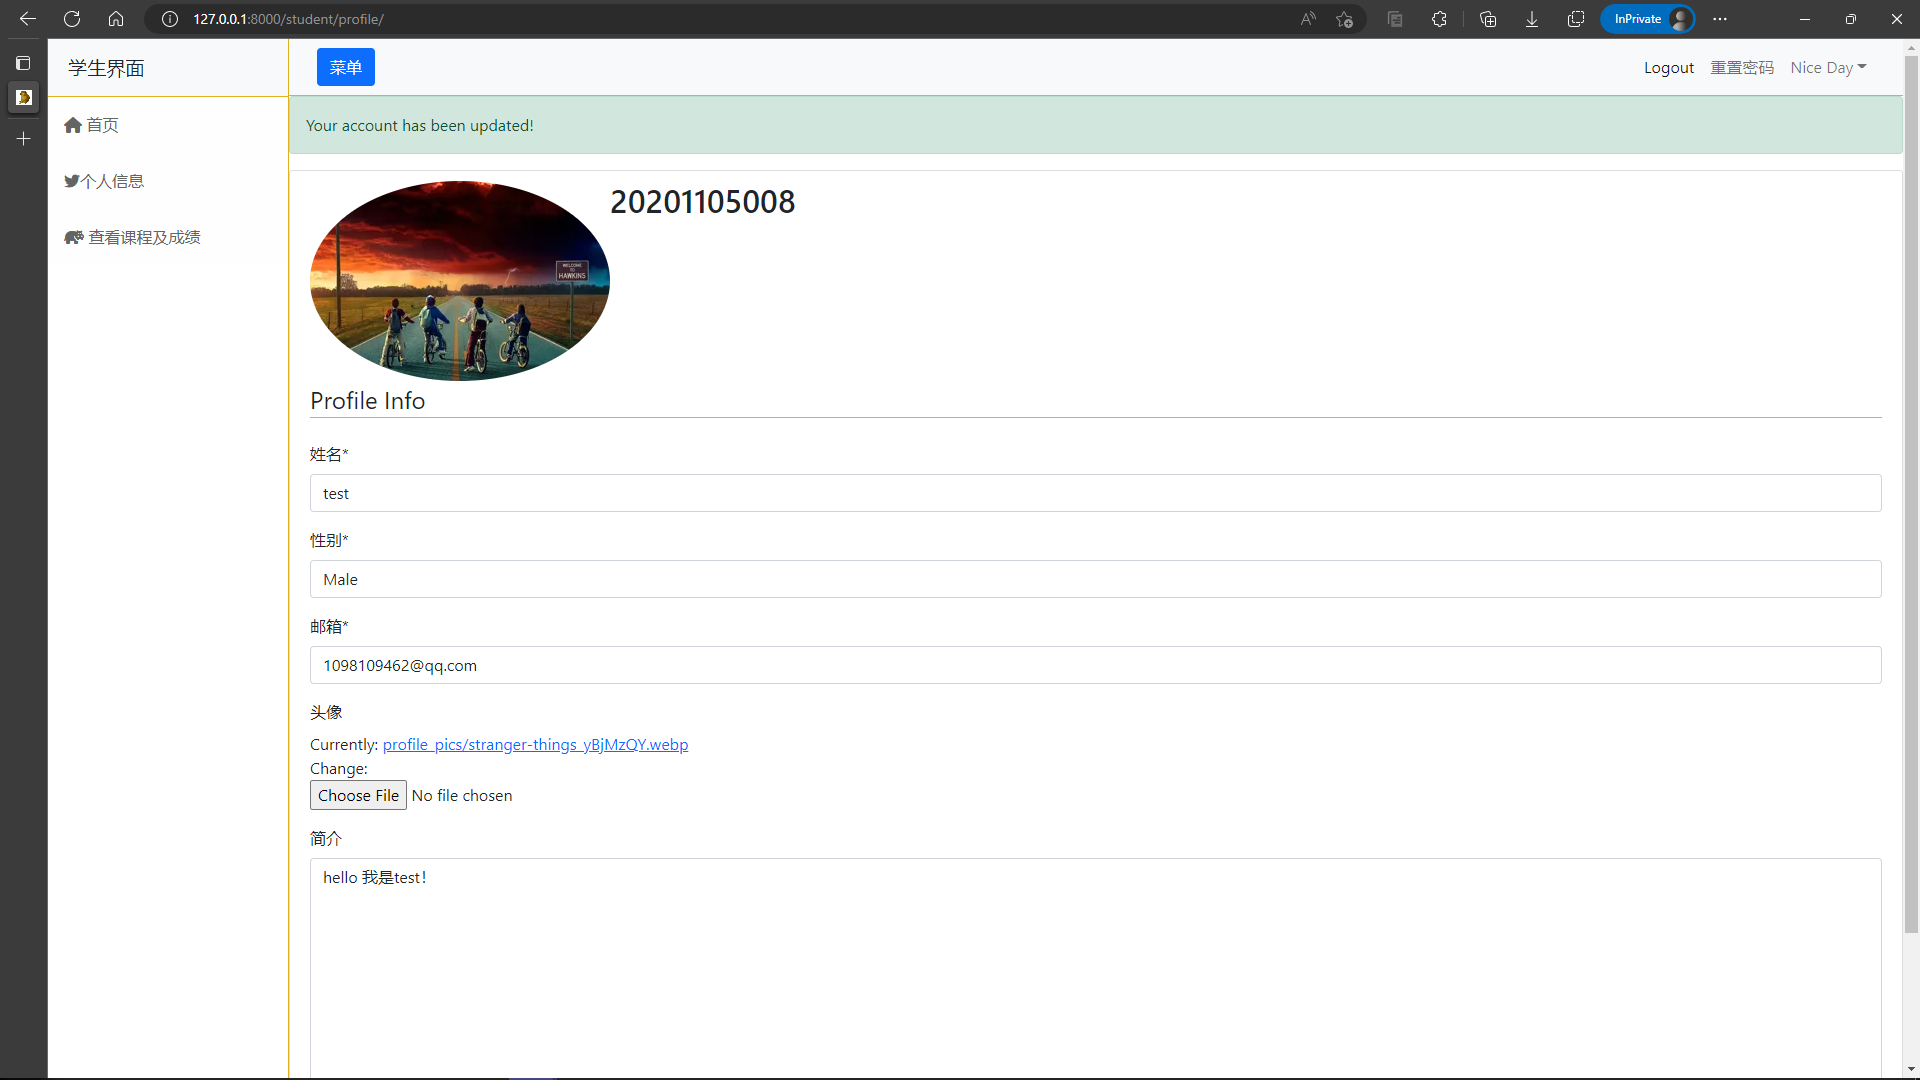 127.0.0.1:8000/student/profile/
InPrivate
学生界面
菜单
Logout
重置密码
Nice Day
首页
Your account has been updated!
个人信息
查看课程及成绩
20201105008
WELCOME
TO
HAWKINS
Profile Info
姓名*
test
性别*
Male
邮箱*
1098109462@qq.com
头像
Currently: profile_pics/stranger-things_yBjMzQY.webp
Change:
Choose File No file chosen
简介
hello 我是test！